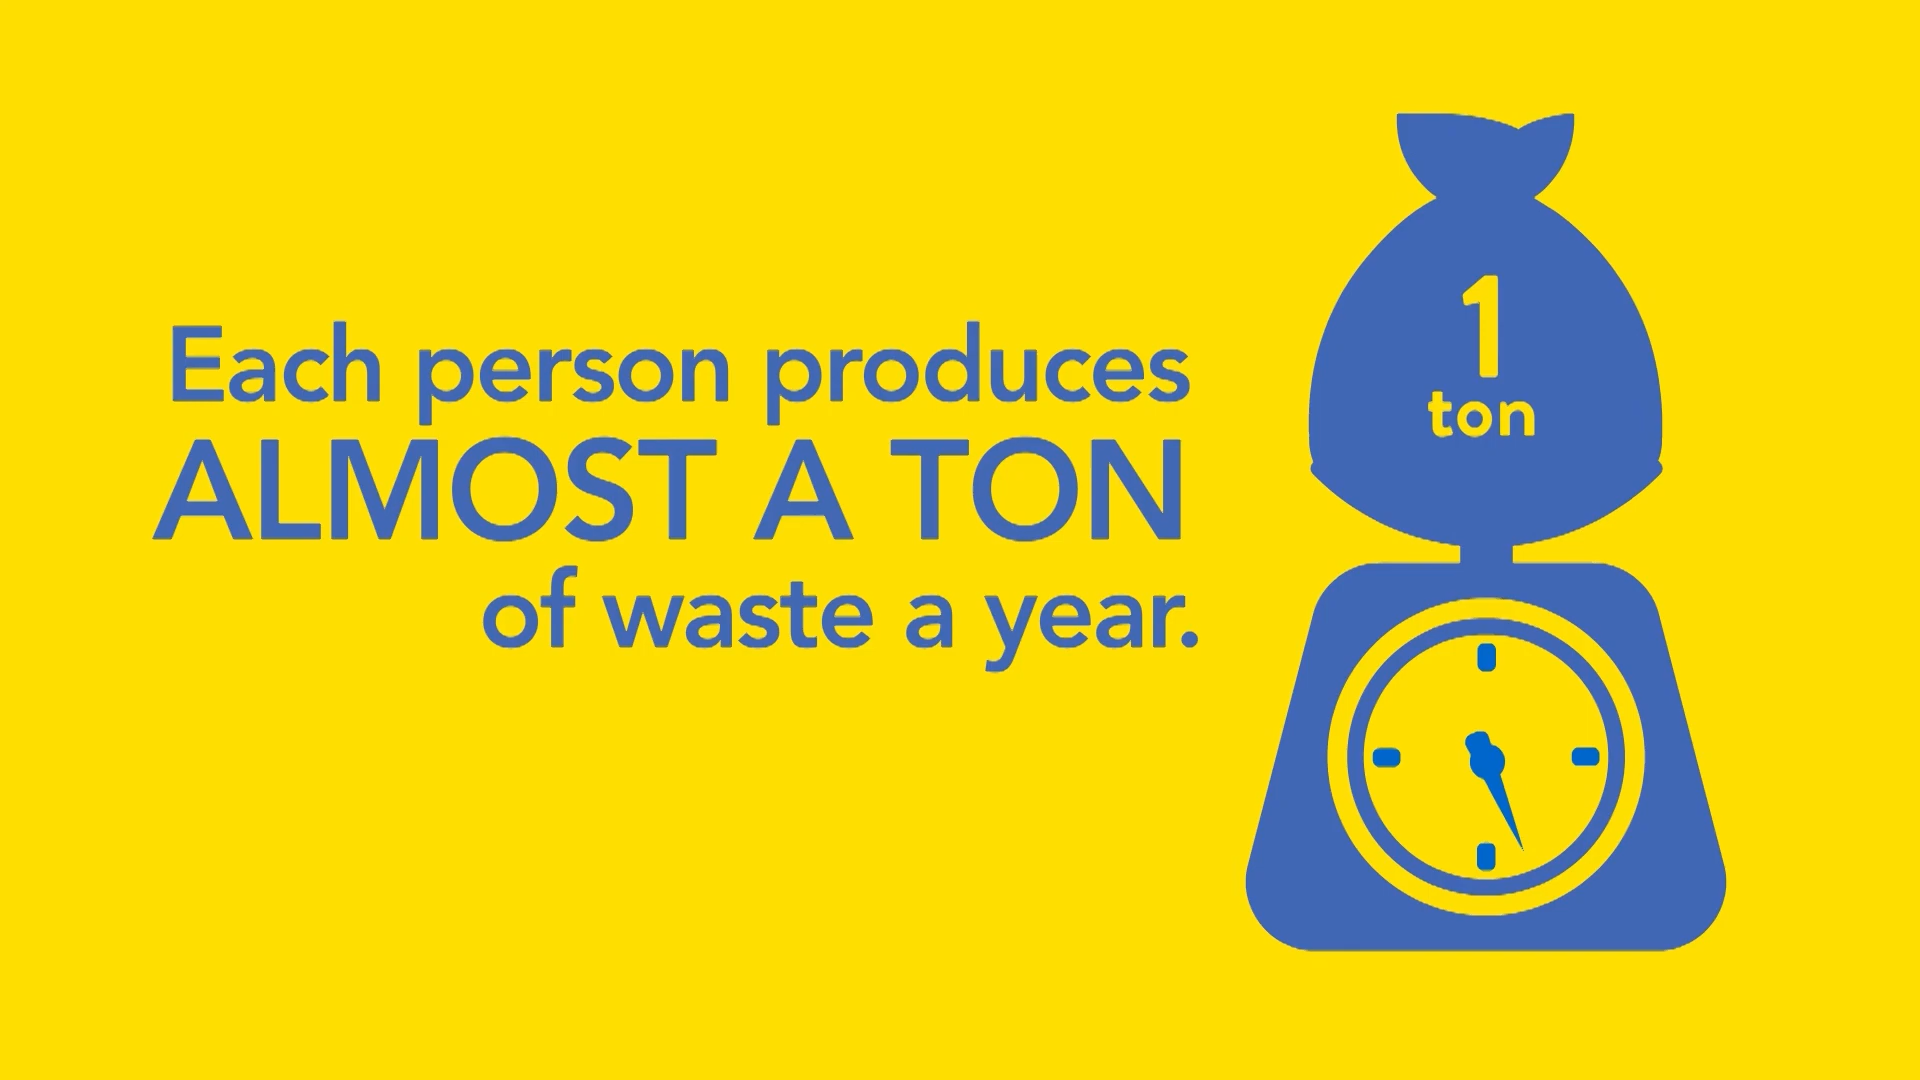 Each person produces
ALMOST A TON
of waste a year.
1
ton